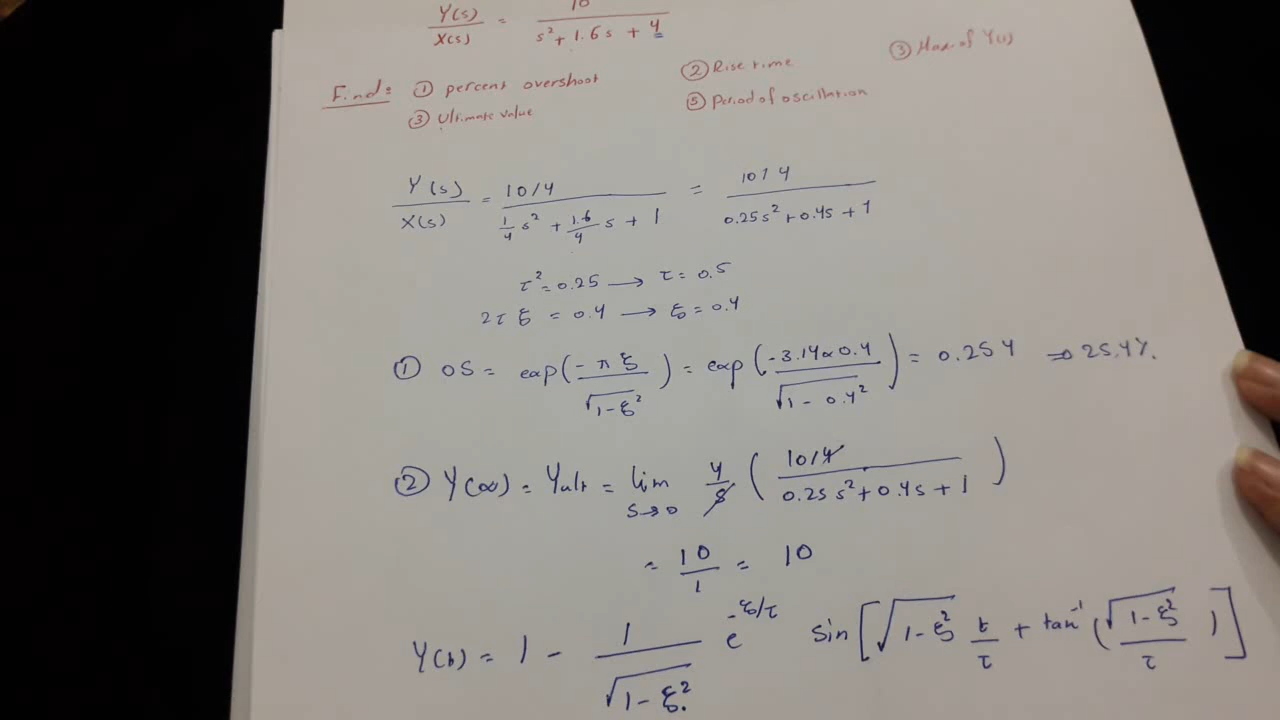 Y(s)/X(s) = 10/(s² + 1.6s + 4)
Find: ① percent overshoot ② Rise time ③ Max of Y(t)
③ Ultimate value ⑤ Period of oscillation
Y(s)/X(s) = (10/4)/(1/4 s² + 1.6/4 s + 1) = (10/4)/(0.25s² + 0.4s + 1)
τ² = 0.25 → τ = 0.5
2τξ = 0.4 → ξ = 0.4
① OS = exp(-πξ/√(1-ξ²)) = exp(-3.14×0.4/√(1-0.4²)) = 0.254 ⇒ 25.4%
② Y(∞) = Yult = lim s→0 4/s ((10/4)/(0.25s² + 0.4s + 1))
= 10/1 = 10
Y(t) = 1 - 1/√(1-ξ²) e^(-ξ/τ) sin[√(1-ξ²) t/τ + tan⁻¹(√(1-ξ²)/τ)]